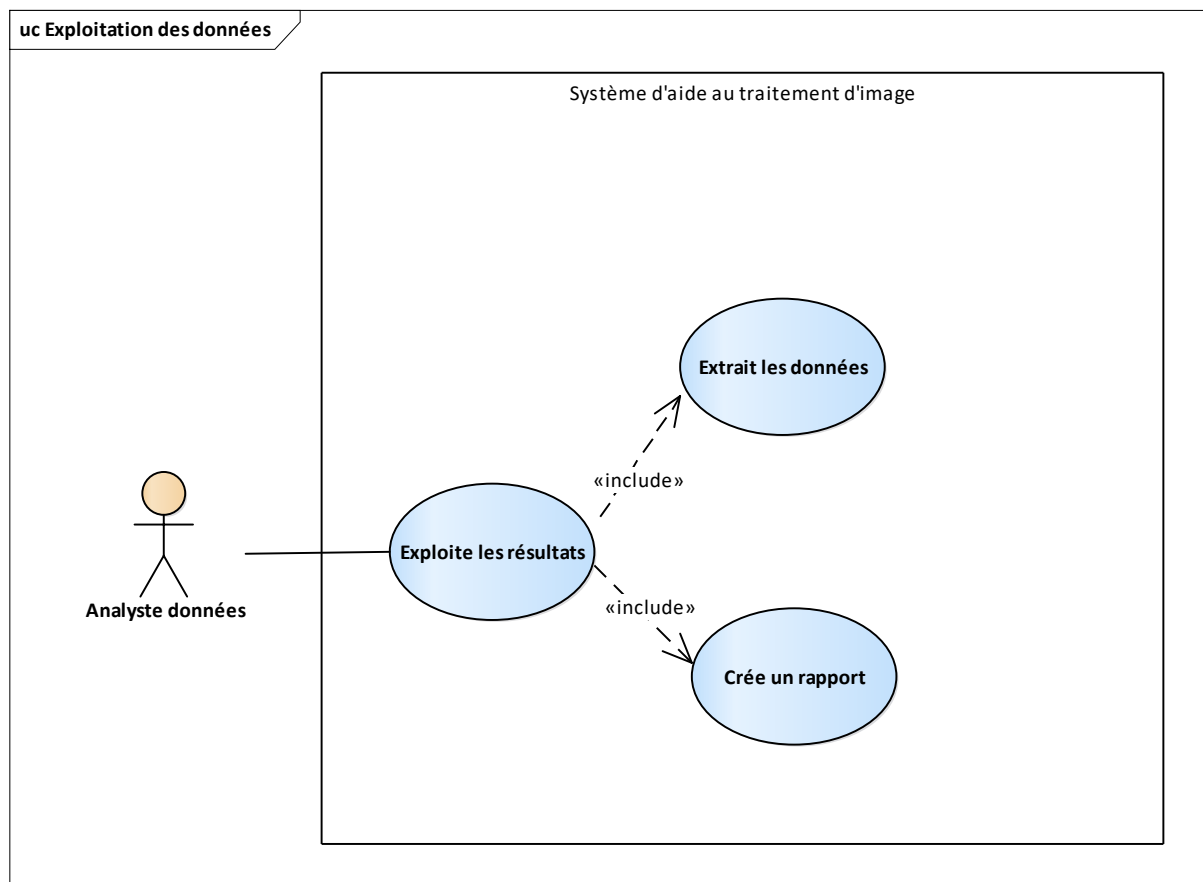 uc Exploitation des données
Système d'aide au traitement d'image
Extrait les données
«include»
Exploite les résultats
«include»
Analyste données
Crée un rapport